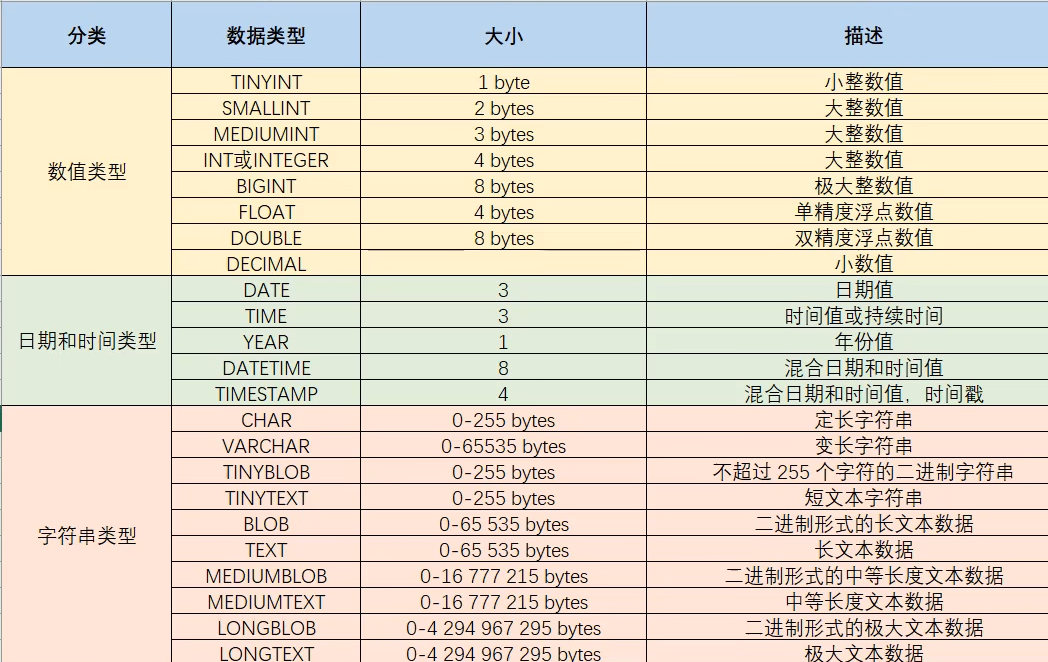 分类 数据类型 大小 描述
TINYINT 1 byte 小整数值
SMALLINT 2 bytes 大整数值
MEDIUMINT 3 bytes 大整数值
数值类型 INT或INTEGER 4 bytes 大整数值
BIGINT 8 bytes 极大整数值
FLOAT 4 bytes 单精度浮点数值
DOUBLE 8 bytes 双精度浮点数值
DECIMAL 小数值
DATE 3 日期值
TIME 3 时间值或持续时间
日期和时间类型 YEAR 1 年份值
DATETIME 8 混合日期和时间值
TIMESTAMP 4 混合日期和时间值，时间戳
CHAR 0-255 bytes 定长字符串
VARCHAR 0-65535 bytes 变长字符串
TINYBLOB 0-255 bytes 不超过 255 个字符的二进制字符串
TINYTEXT 0-255 bytes 短文本字符串
字符串类型 BLOB 0-65 535 bytes 二进制形式的长文本数据
TEXT 0-65 535 bytes 长文本数据
MEDIUMBLOB 0-16 777 215 bytes 二进制形式的中等长度文本数据
MEDIUMTEXT 0-16 777 215 bytes 中等长度文本数据
LONGBLOB 0-4 294 967 295 bytes 二进制形式的极大文本数据
LONGTEXT 0-4 294 967 295 bytes 极大文本数据